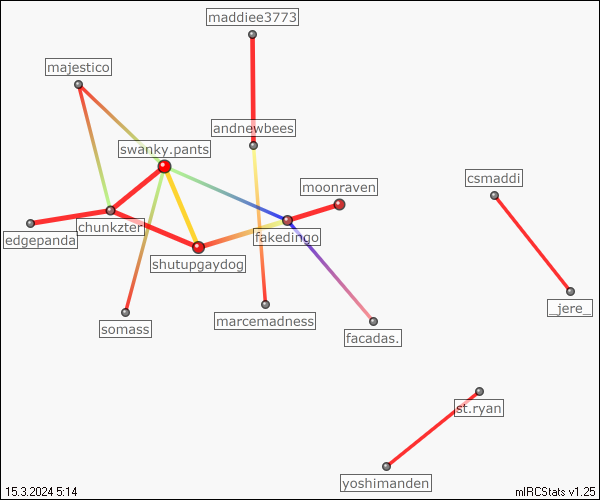 maddiee3773
majestico
andnewbees
swanky.pants
csmaddi
moonraven
chunkzter
edgepanda
fakedingo
shutupgaydog
_jere_
marcemadness
somass
facadas.
st.ryan
yoshimanden
15.3.2024 5:14
mIRCStats v1.25